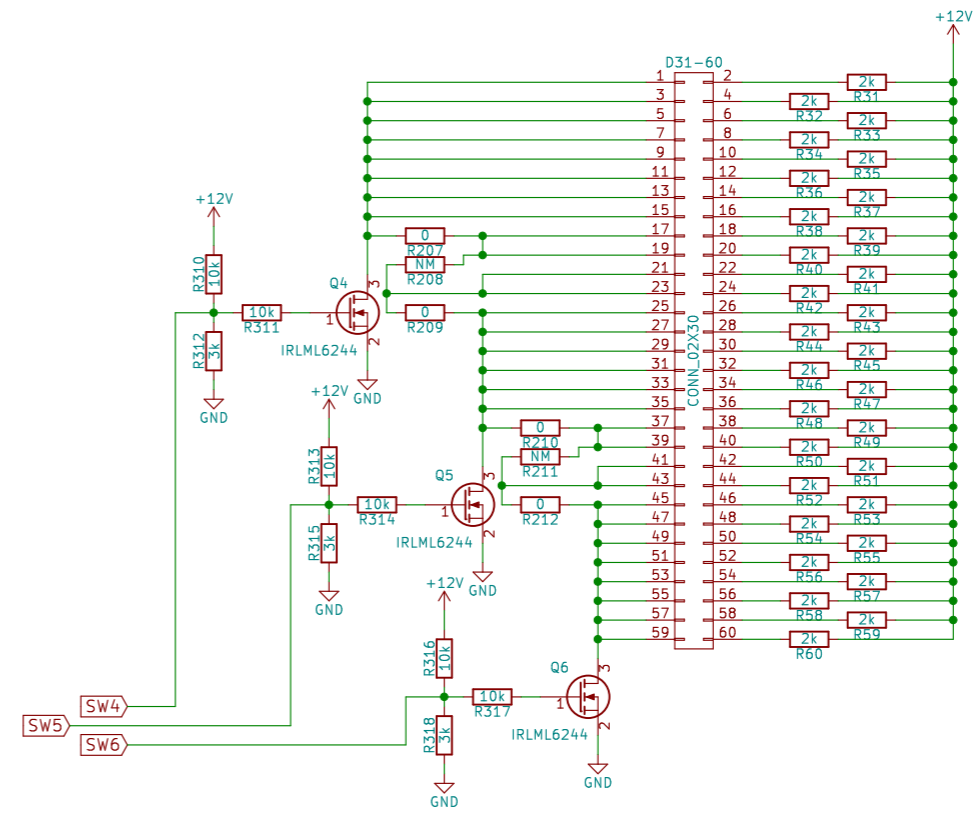 +12V
D31-60
1 2 2k R31
3 4 2k R32
5 6 2k R33
7 8 2k R34
9 10 2k R35
11 12 2k R36
13 14 2k R37
15 16 2k R38
17 18 2k R39
19 20 2k R40
21 22 2k R41
23 24 2k R42
25 26 2k R43
27 28 2k R44
29 30 2k R45
31 32 2k R46
33 34 2k R47
35 36 2k R48
37 38 2k R49
39 40 2k R50
41 42 2k R51
43 44 2k R52
45 46 2k R53
47 48 2k R54
49 50 2k R55
51 52 2k R56
53 54 2k R57
55 56 2k R58
57 58 2k R59
59 60 2k R60
CONN_02X30
+12V
R310 10k
R312 3k
GND
10k
R311
Q4
1
3
2
IRLML6244
GND
0
R207
NM
R208
0
R209
+12V
R313 10k
R315 3k
GND
10k
R314
Q5
1
3
2
IRLML6244
GND
0
R210
NM
R211
0
R212
+12V
R316 10k
R318 3k
GND
10k
R317
Q6
1
3
2
IRLML6244
GND
SW4
SW5
SW6